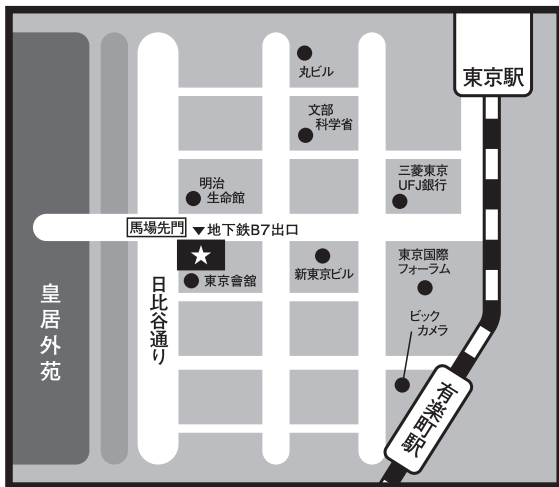 東京駅
丸ビル
文部
科学省
三菱東京
UFJ銀行
明治
生命館
馬場先門
▼地下鉄B7出口
★
東京會舘
新東京ビル
東京国際
フォーラム
ビック
カメラ
日比谷通り
皇居外苑
有楽町駅